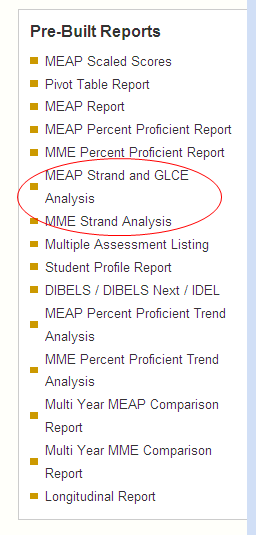 Pre-Built Reports
MEAP Scaled Scores
Pivot Table Report
MEAP Report
MEAP Percent Proficient Report
MME Percent Proficient Report
MEAP Strand and GLCE
Analysis
MME Strand Analysis
Multiple Assessment Listing
Student Profile Report
DIBELS / DIBELS Next / IDEL
MEAP Percent Proficient Trend
Analysis
MME Percent Proficient Trend
Analysis
Multi Year MEAP Comparison
Report
Multi Year MME Comparison
Report
Longitudinal Report